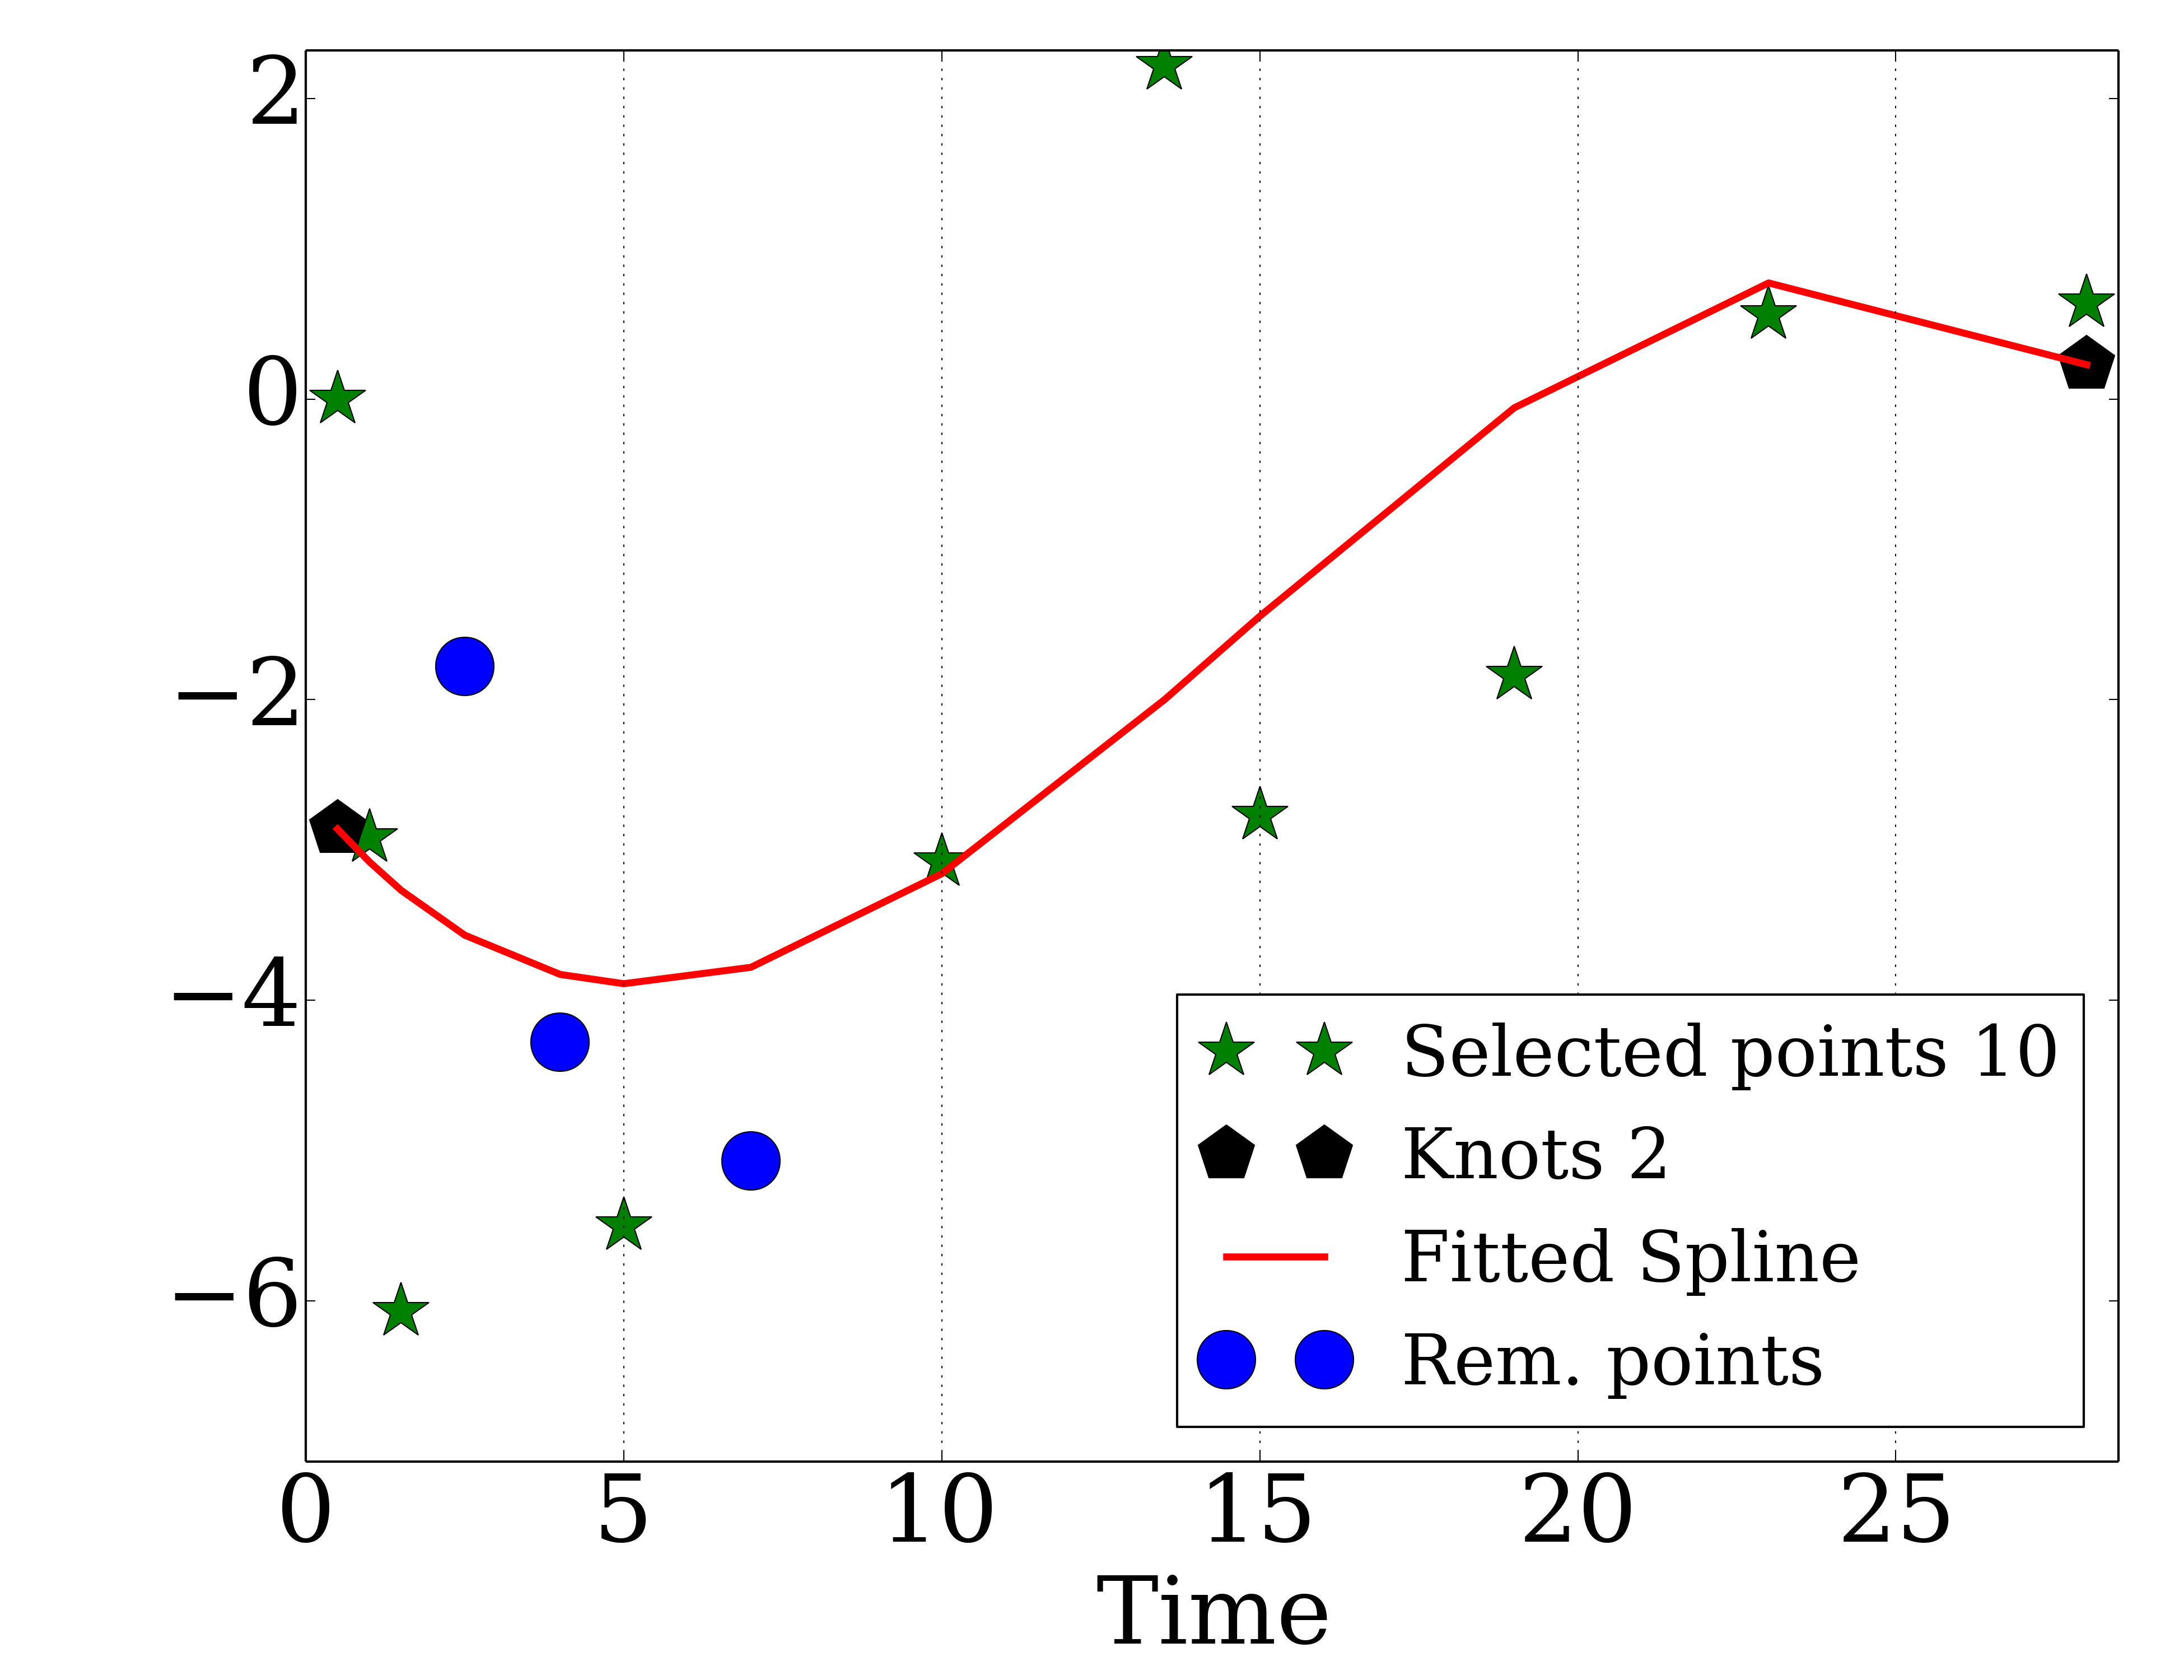 2
0
−2
−4
−6
0 5 10 15 20 25
Time
Selected points 10
Knots 2
Fitted Spline
Rem. points